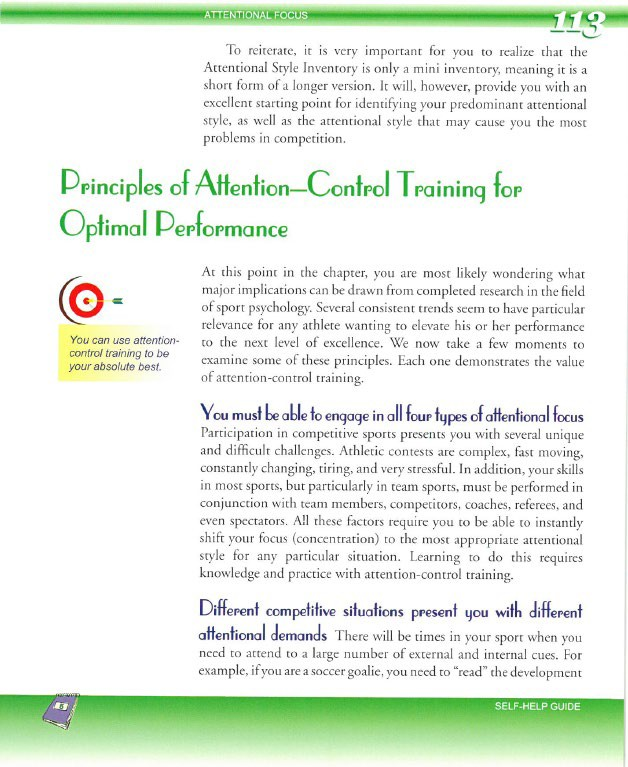 ATTENTIONAL FOCUS
113
To reiterate, it is very important for you to realize that the
Attentional Style Inventory is only a mini inventory, meaning it is a
short form of a longer version. It will, however, provide you with an
excellent starting point for identifying your predominant attentional
style, as well as the attentional style that may cause you the most
problems in competition.
Principles of Attention—Control Training for
Optimal Performance
You can use attention-
control training to be
your absolute best.
At this point in the chapter, you are most likely wondering what
major implications can be drawn from completed research in the field
of sport psychology. Several consistent trends seem to have particular
relevance for any athlete wanting to elevate his or her performance
to the next level of excellence. We now take a few moments to
examine some of these principles. Each one demonstrates the value
of attention-control training.
You must be able to engage in all four types of attentional focus
Participation in competitive sports presents you with several unique
and difficult challenges. Athletic contests are complex, fast moving,
constantly changing, tiring, and very stressful. In addition, your skills
in most sports, but particularly in team sports, must be performed in
conjunction with team members, competitors, coaches, referees, and
even spectators. All these factors require you to be able to instantly
shift your focus (concentration) to the most appropriate attentional
style for any particular situation. Learning to do this requires
knowledge and practice with attention-control training.
Different competitive situations present you with different
attentional demands There will be times in your sport when you
need to attend to a large number of external and internal cues. For
example, if you are a soccer goalie, you need to “read” the development
6
SELF-HELP GUIDE